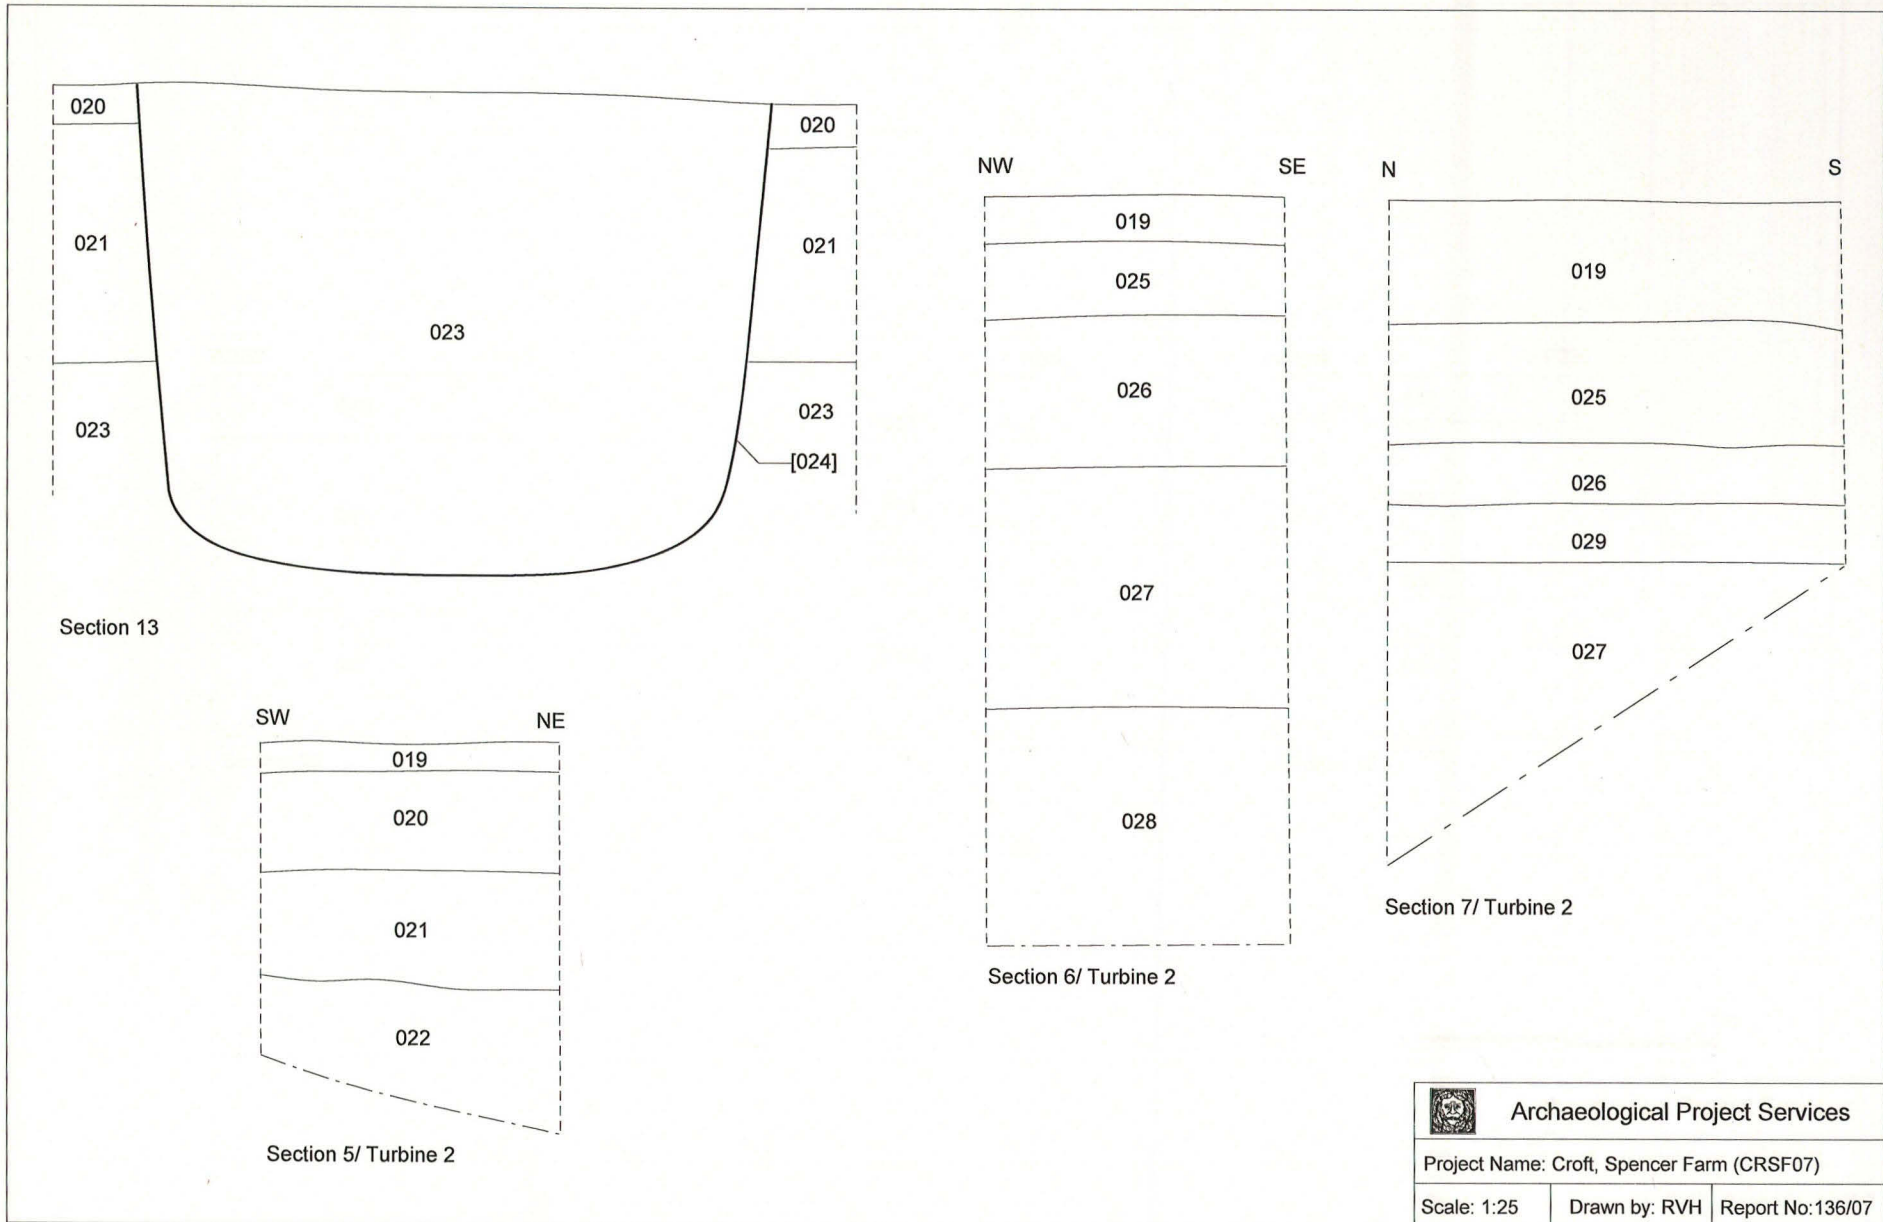 020
020
021
021
023
023
023
[024]
Section 13
SW NE
019
020
021
022
Section 5/ Turbine 2
NW SE
019
025
026
027
028
Section 6/ Turbine 2
N S
019
025
026
029
027
Section 7/ Turbine 2
Archaeological Project Services
Project Name: Croft, Spencer Farm (CRSF07)
Scale: 1:25 Drawn by: RVH Report No:136/07